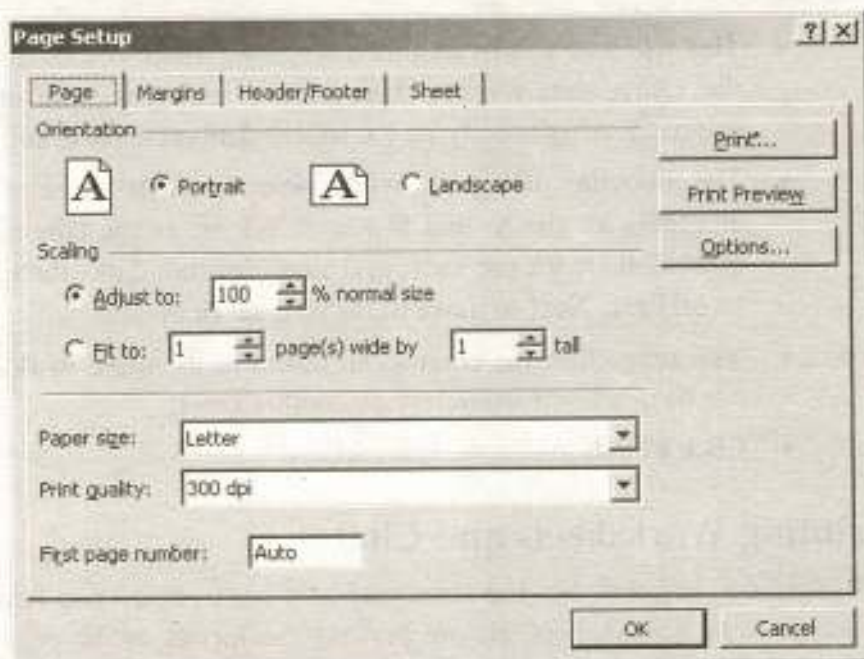 Page Setup
Page Margins Header/Footer Sheet
Orientation
A Portrait A Landscape
Print...
Print Preview
Options...
Scaling
Adjust to: 100 % normal size
Fit to: 1 page(s) wide by 1 tall
Paper size: Letter
Print quality: 300 dpi
First page number: Auto
OK Cancel